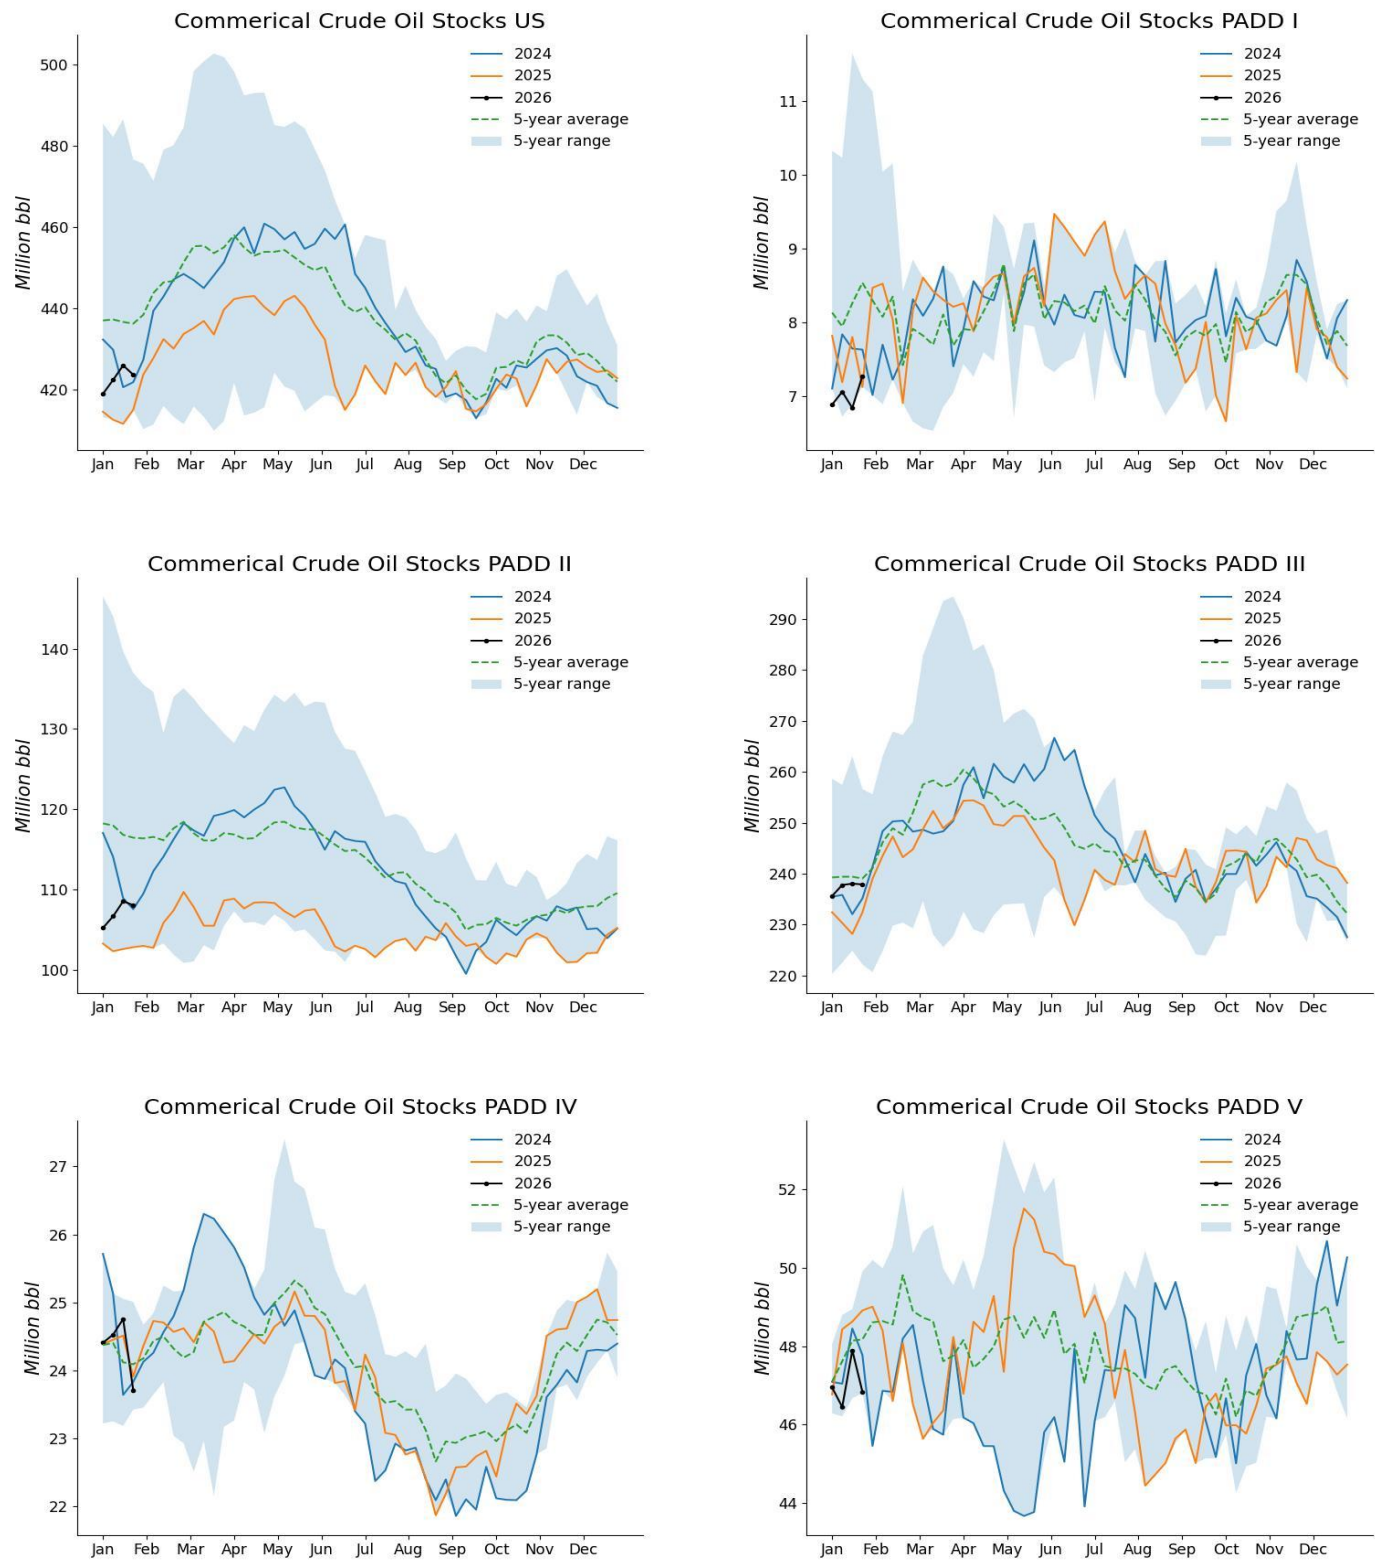 Commerical Crude Oil Stocks US
Million bbl
500
480
460
440
420
2024
2025
2026
5-year average
5-year range
Jan Feb Mar Apr May Jun Jul Aug Sep Oct Nov Dec
Commerical Crude Oil Stocks PADD I
Million bbl
11
10
9
8
7
2024
2025
2026
5-year average
5-year range
Jan Feb Mar Apr May Jun Jul Aug Sep Oct Nov Dec
Commerical Crude Oil Stocks PADD II
Million bbl
140
130
120
110
100
2024
2025
2026
5-year average
5-year range
Jan Feb Mar Apr May Jun Jul Aug Sep Oct Nov Dec
Commerical Crude Oil Stocks PADD III
Million bbl
290
280
270
260
250
240
230
220
2024
2025
2026
5-year average
5-year range
Jan Feb Mar Apr May Jun Jul Aug Sep Oct Nov Dec
Commerical Crude Oil Stocks PADD IV
Million bbl
27
26
25
24
23
22
2024
2025
2026
5-year average
5-year range
Jan Feb Mar Apr May Jun Jul Aug Sep Oct Nov Dec
Commerical Crude Oil Stocks PADD V
Million bbl
52
50
48
46
44
2024
2025
2026
5-year average
5-year range
Jan Feb Mar Apr May Jun Jul Aug Sep Oct Nov Dec